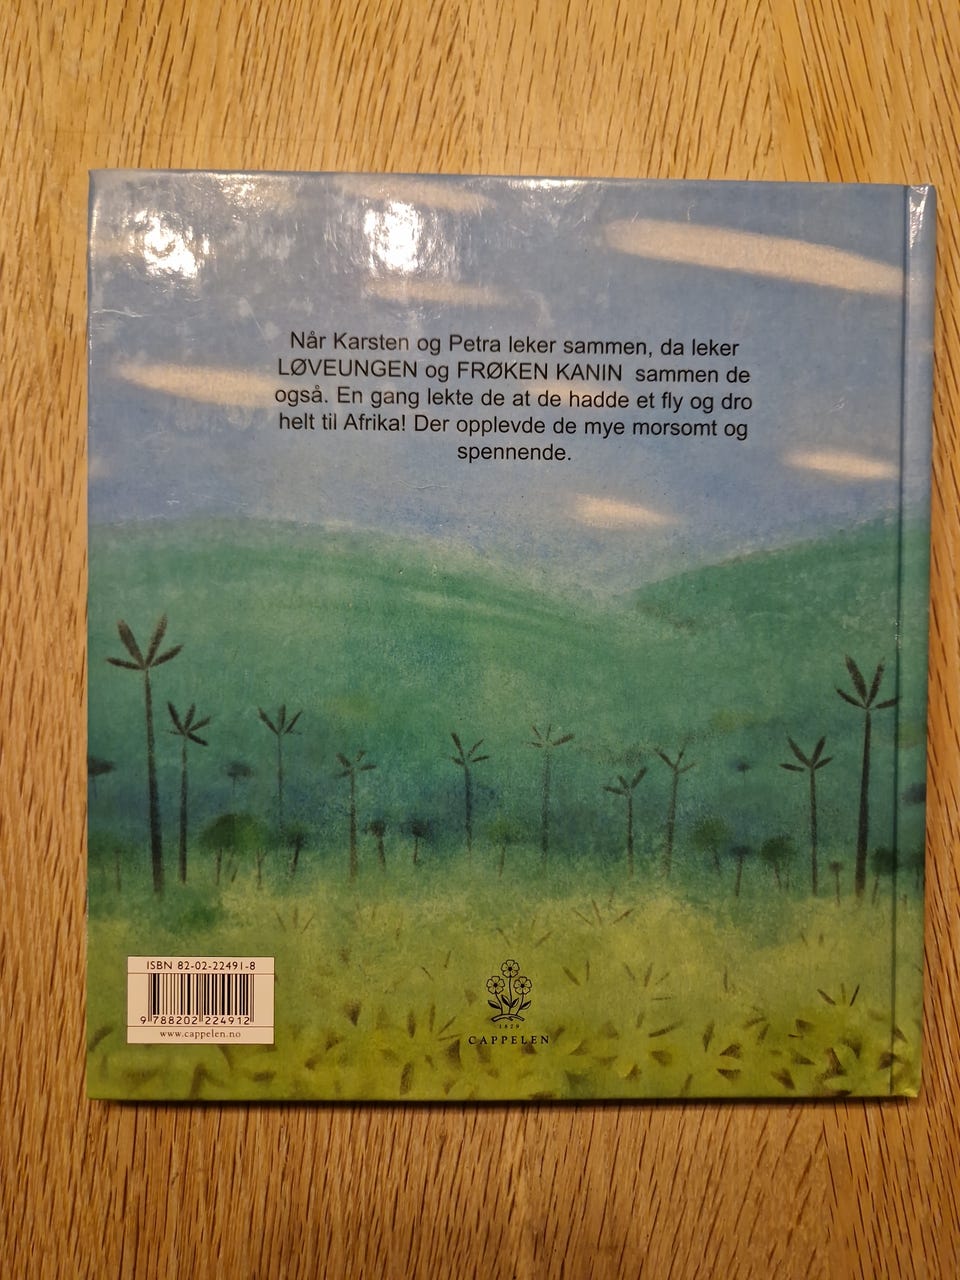 Når Karsten og Petra leker sammen, da leker
LØVEUNGEN og FRØKEN KANIN sammen de
også. En gang lekte de at de hadde et fly og dro
helt til Afrika! Der opplevde de mye morsomt og
spennende.
ISBN 82-02-22491-8
9 788202 224912
www.cappelen.no
1829
CAPPELEN